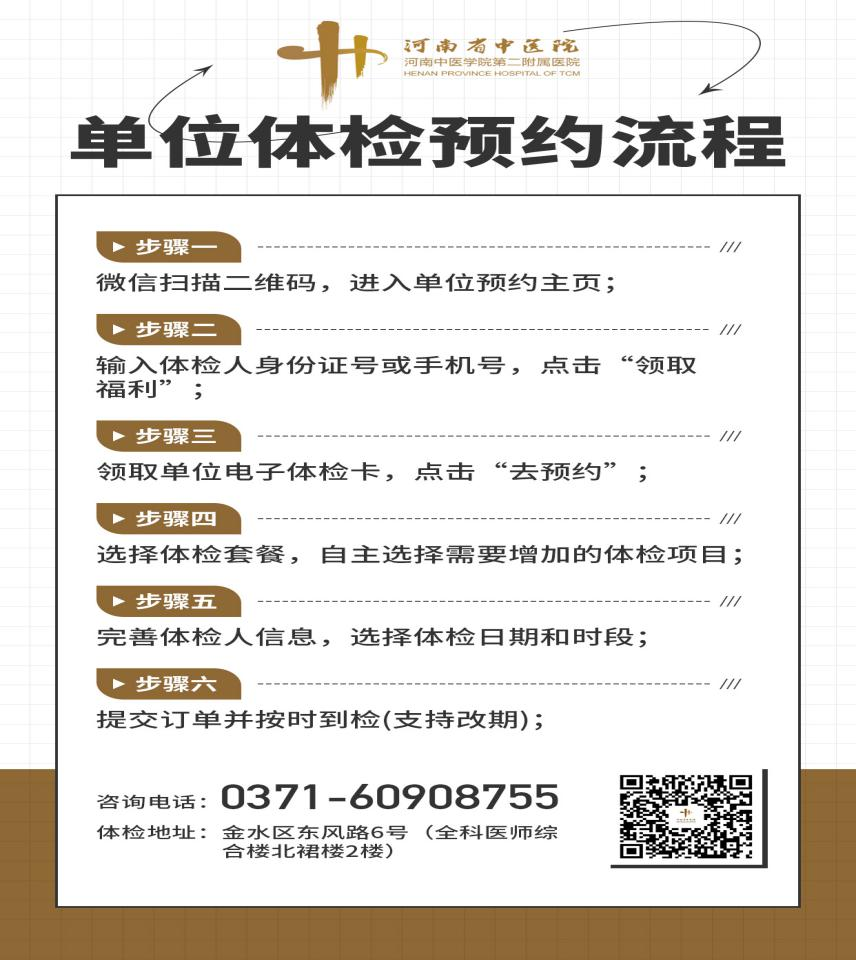 河南省中医院
河南中医学院第二附属医院
HENAN PROVINCE HOSPITAL OF TCM
单位体检预约流程
步骤一
微信扫描二维码，进入单位预约主页；
步骤二
输入体检人身份证号或手机号，点击“领取
福利”；
步骤三
领取单位电子体检卡，点击“去预约”；
步骤四
选择体检套餐，自主选择需要增加的体检项目；
步骤五
完善体检人信息，选择体检日期和时段；
步骤六
提交订单并按时到检(支持改期)；
咨询电话：0371-60908755
体检地址：金水区东风路6号（全科医师综
合楼北裙楼2楼）